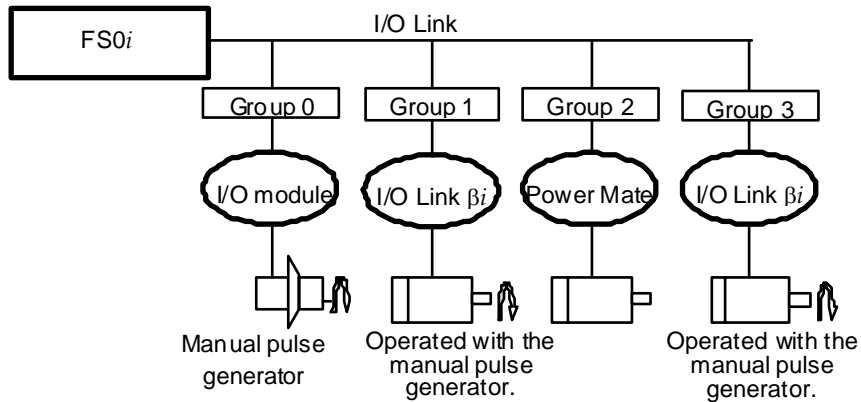 FS0i
I/O Link
Group 0
Group 1
Group 2
Group 3
I/O module
I/O Link βi
Power Mate
I/O Link βi
Manual pulse
generator
Operated with the
manual pulse
generator.
Operated with the
manual pulse
generator.